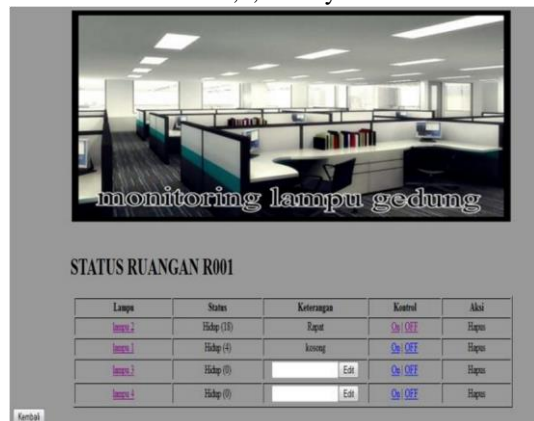 monitoring lampu gedung
STATUS RUANGAN R001
Lampu Status Keterangan Kontrol Aksi
lampu 2 Hidup (18) Rapat On | OFF Hapus
lampu 1 Hidup (4) kosong On | OFF Hapus
lampu 3 Hidup (0) Edit On | OFF Hapus
lampu 4 Hidup (0) Edit On | OFF Hapus
Kembali